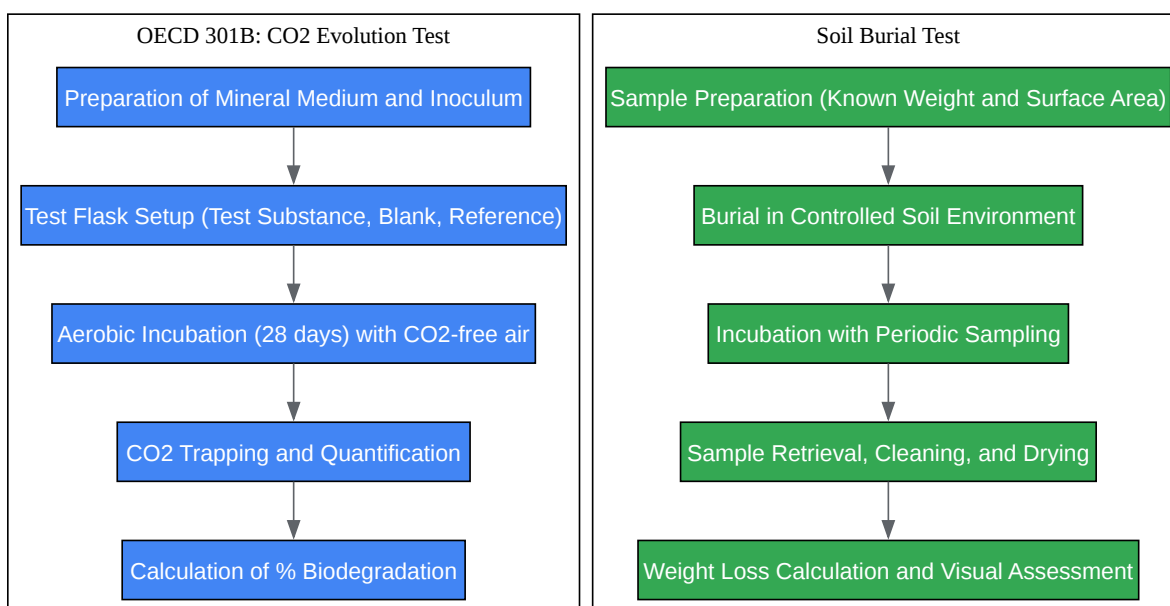 OECD 301B: CO2 Evolution Test
Preparation of Mineral Medium and Inoculum
Test Flask Setup (Test Substance, Blank, Reference)
Aerobic Incubation (28 days) with CO2-free air
CO2 Trapping and Quantification
Calculation of % Biodegradation
Soil Burial Test
Sample Preparation (Known Weight and Surface Area)
Burial in Controlled Soil Environment
Incubation with Periodic Sampling
Sample Retrieval, Cleaning, and Drying
Weight Loss Calculation and Visual Assessment